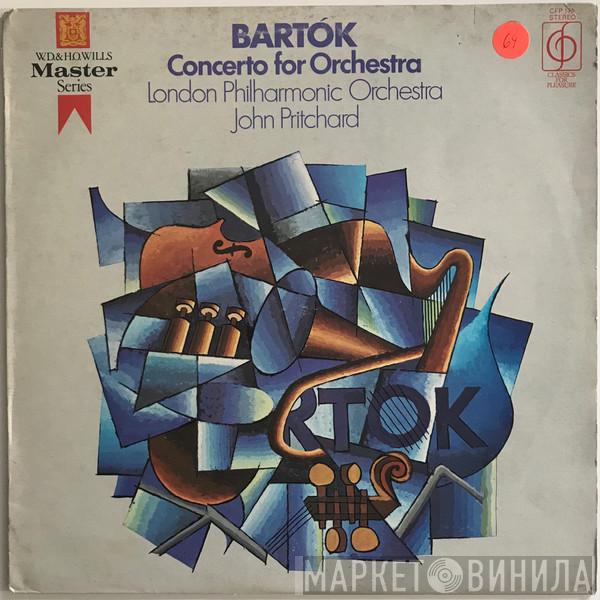 W.D.&H.O.WILLS
Master
Series
BARTÓK
Concerto for Orchestra
London Philharmonic Orchestra
John Pritchard
64
STEREO
CLASSICS
FOR
PLEASURE
RTOK
МАРКЕТ ВИНИЛА